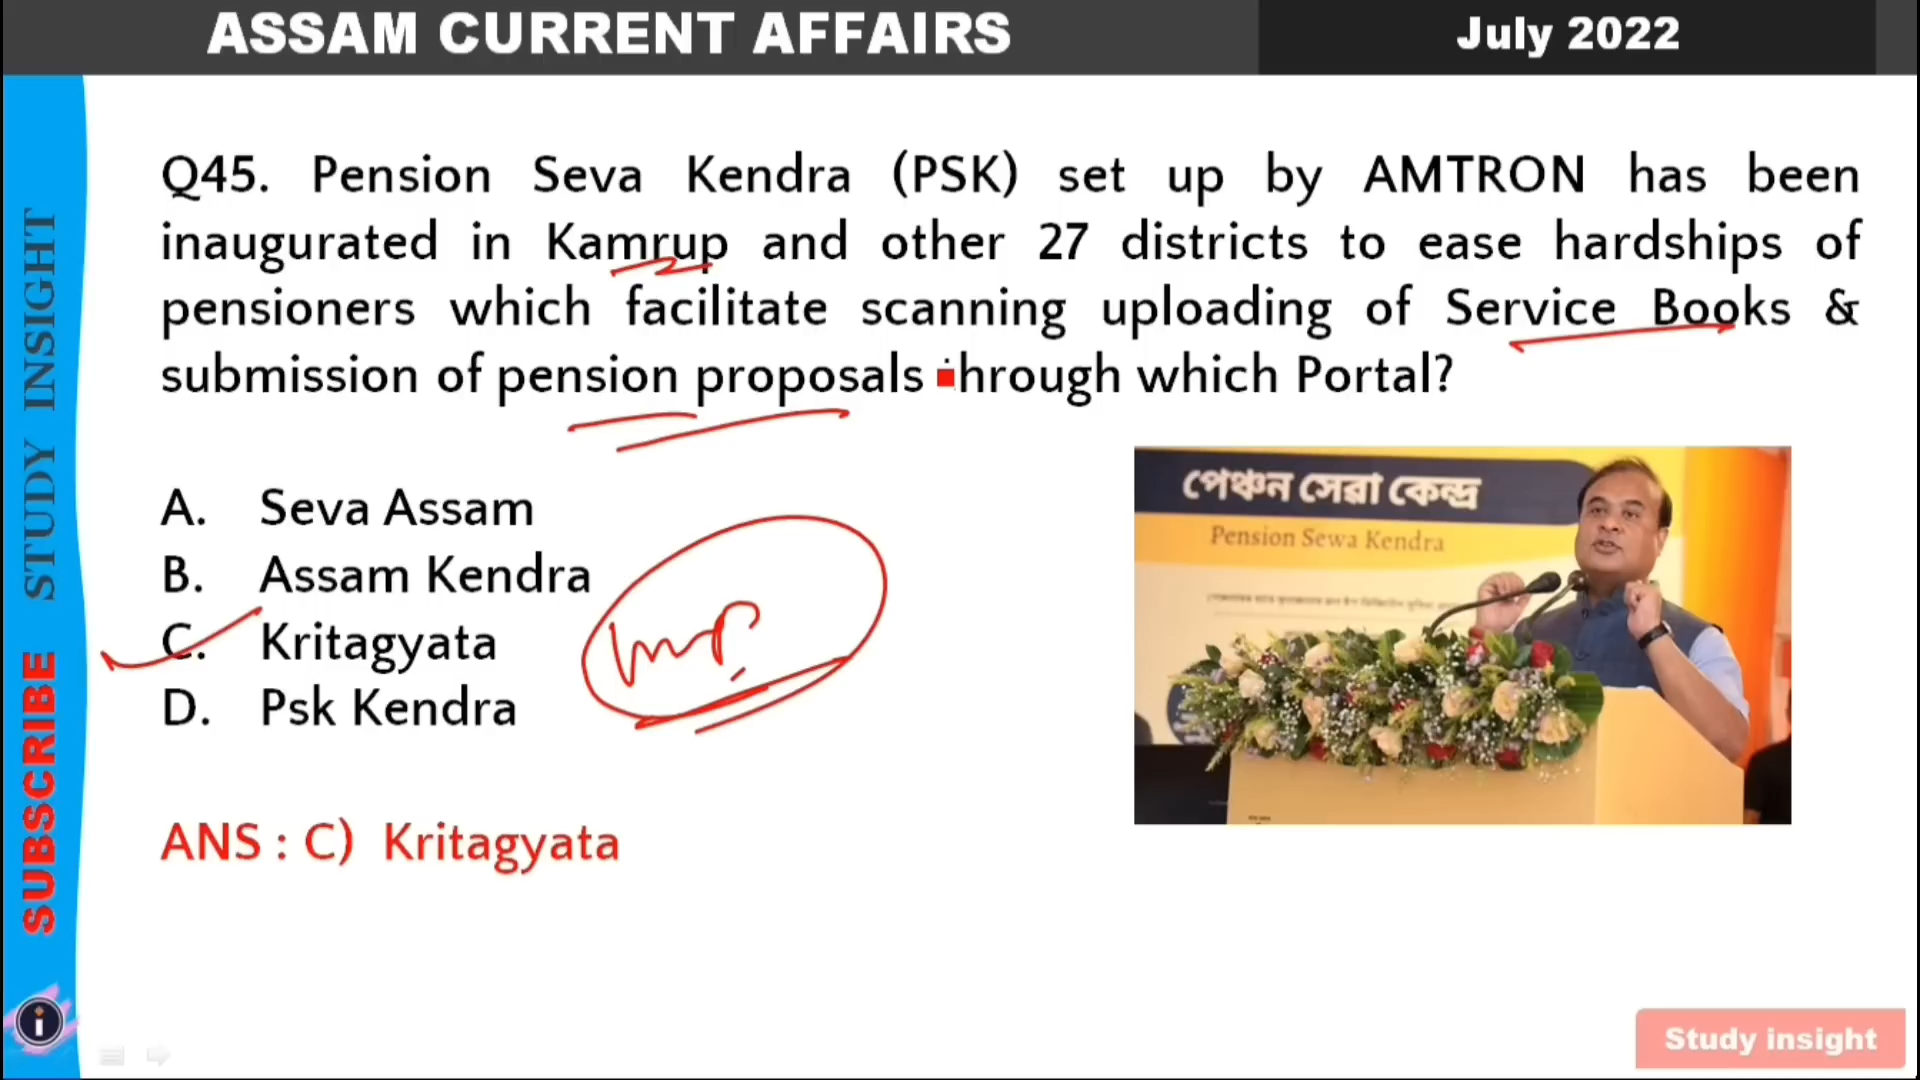 ASSAM CURRENT AFFAIRS
July 2022
Q45. Pension Seva Kendra (PSK) set up by AMTRON has been
inaugurated in Kamrup and other 27 districts to ease hardships of
pensioners which facilitate scanning uploading of Service Books &
submission of pension proposals through which Portal?
A. Seva Assam
B. Assam Kendra
C. Kritagyata
D. Psk Kendra
Imp.
ANS : C) Kritagyata
পেঞ্চন সেৱা কেন্দ্ৰ
Pension Sewa Kendra
SUBSCRIBE STUDY INSIGHT
i
Study insight